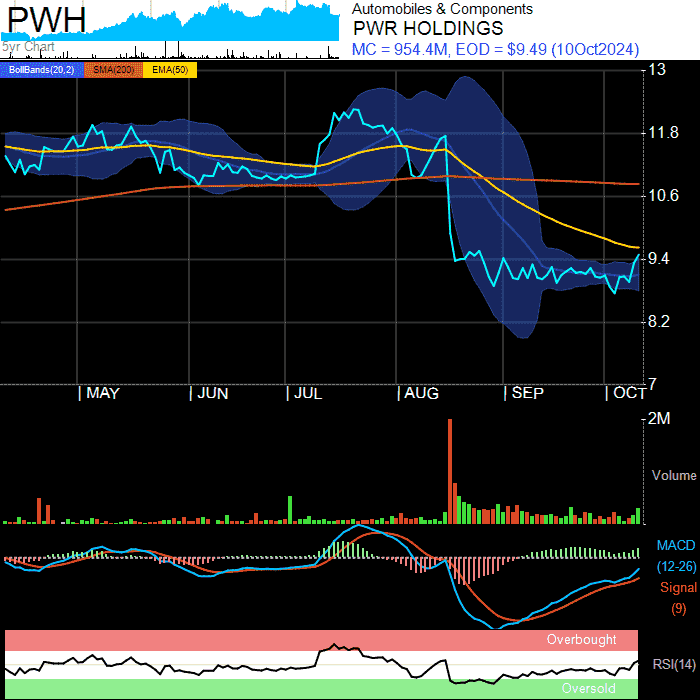 PWH
5yr Chart
Automobiles & Components
PWR HOLDINGS
MC = 954.4M, EOD = $9.49 (10Oct2024)
BollBands(20,2) SMA(200) EMA(50)
13
11.8
10.6
9.4
8.2
7
| MAY | JUN | JUL | AUG | SEP | OCT
2M
Volume
MACD
(12-26)
Signal
(9)
Overbought
RSI(14)
Oversold